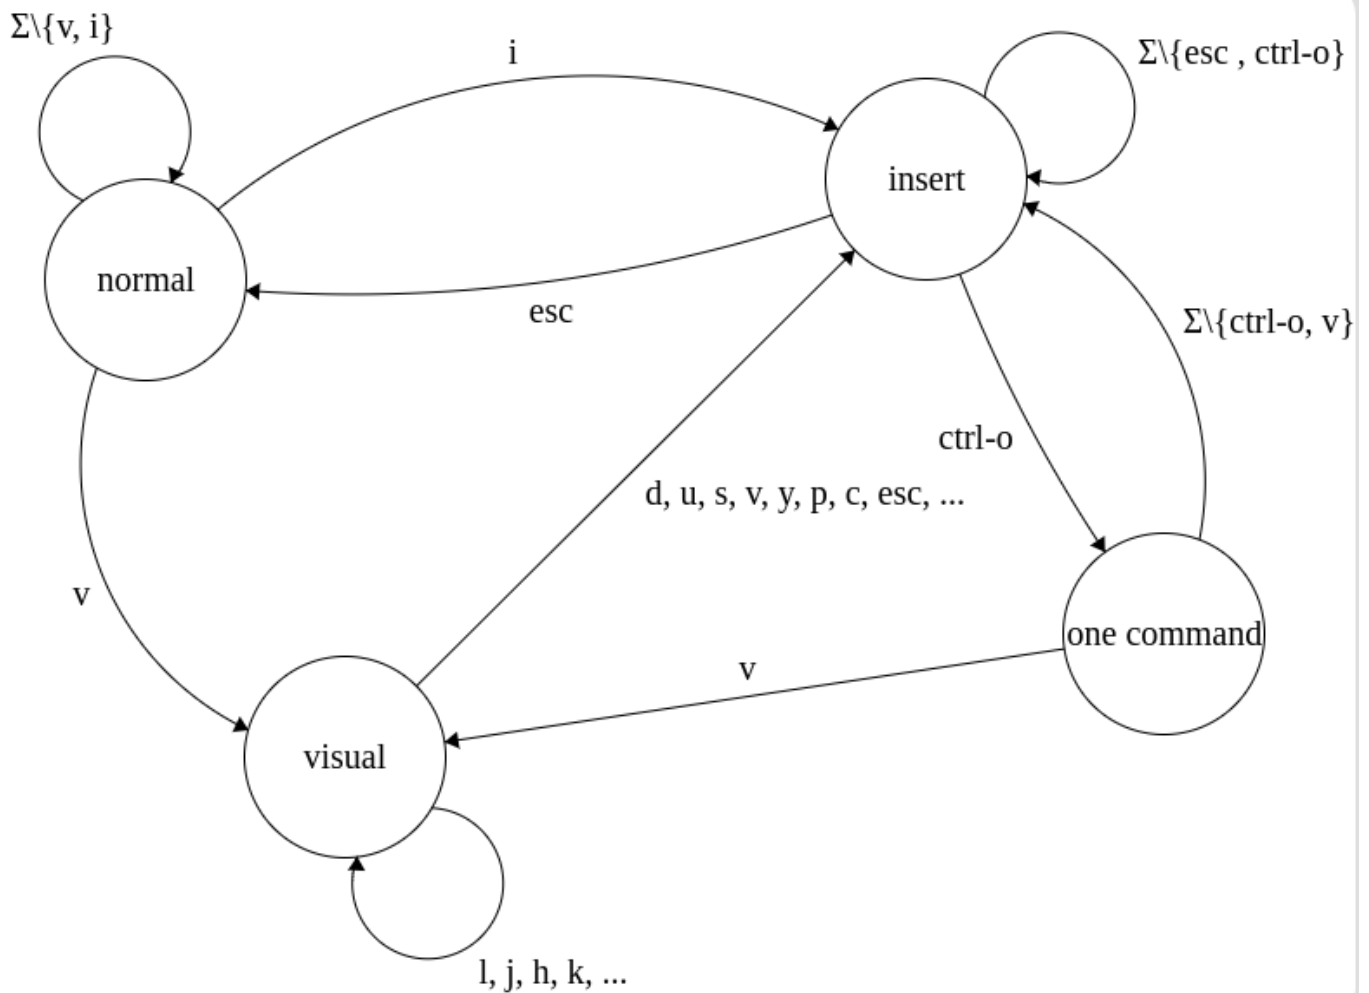 Σ\{v, i}
i
Σ\{esc , ctrl-o}
insert
normal
esc
Σ\{ctrl-o, v}
ctrl-o
d, u, s, v, y, p, c, esc, ...
v
one command
v
visual
l, j, h, k, ...